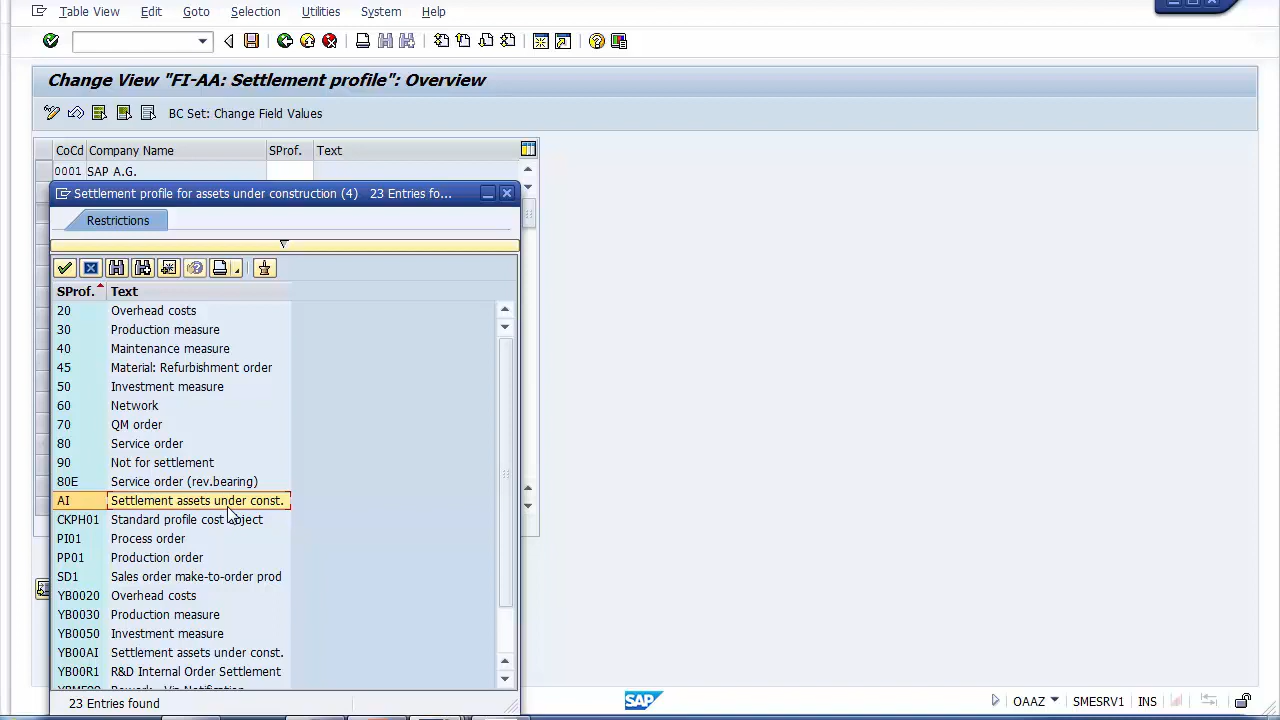 Table View Edit Goto Selection Utilities System Help
Change View "FI-AA: Settlement profile": Overview
BC Set: Change Field Values
CoCd Company Name SProf. Text
0001 SAP A.G.
Settlement profile for assets under construction (4) 23 Entries fo...
Restrictions
SProf. Text
20 Overhead costs
30 Production measure
40 Maintenance measure
45 Material: Refurbishment order
50 Investment measure
60 Network
70 QM order
80 Service order
90 Not for settlement
80E Service order (rev.bearing)
AI Settlement assets under const.
CKPH01 Standard profile cost object
PI01 Process order
PP01 Production order
SD1 Sales order make-to-order prod
YB0020 Overhead costs
YB0030 Production measure
YB0050 Investment measure
YB00AI Settlement assets under const.
YB00R1 R&D Internal Order Settlement
23 Entries found
SAP OAAZ SMESRV1 INS